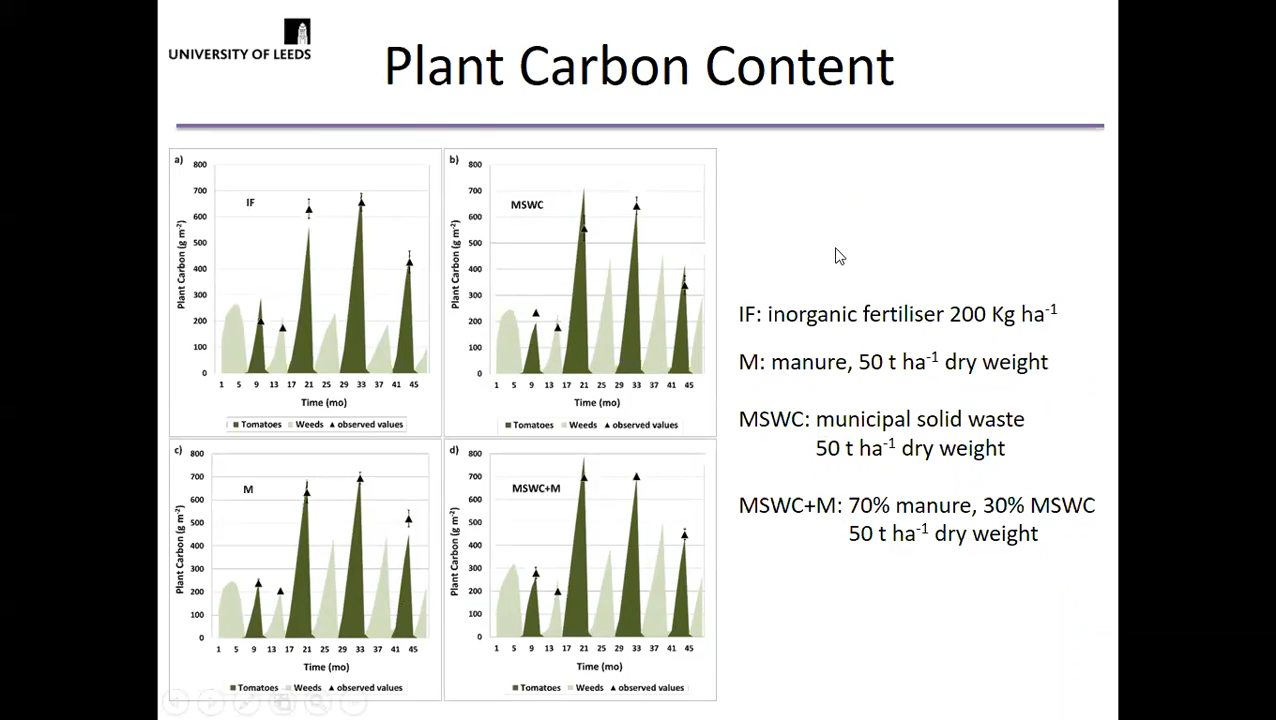 UNIVERSITY OF LEEDS
Plant Carbon Content
a)
IF
Plant Carbon (g m⁻²)
800
700
600
500
400
300
200
100
0
1 5 9 13 17 21 25 29 33 37 41 45
Time (mo)
Tomatoes Weeds observed values
b)
MSWC
Plant Carbon (g m⁻²)
800
700
600
500
400
300
200
100
0
1 5 9 13 17 21 25 29 33 37 41 45
Time (mo)
Tomatoes Weeds observed values
c)
M
Plant Carbon (g m⁻²)
800
700
600
500
400
300
200
100
0
1 5 9 13 17 21 25 29 33 37 41 45
Time (mo)
Tomatoes Weeds observed values
d)
MSWC+M
Plant Carbon (g m⁻²)
800
700
600
500
400
300
200
100
0
1 5 9 13 17 21 25 29 33 37 41 45
Time (mo)
Tomatoes Weeds observed values
IF: inorganic fertiliser 200 Kg ha⁻¹
M: manure, 50 t ha⁻¹ dry weight
MSWC: municipal solid waste
50 t ha⁻¹ dry weight
MSWC+M: 70% manure, 30% MSWC
50 t ha⁻¹ dry weight